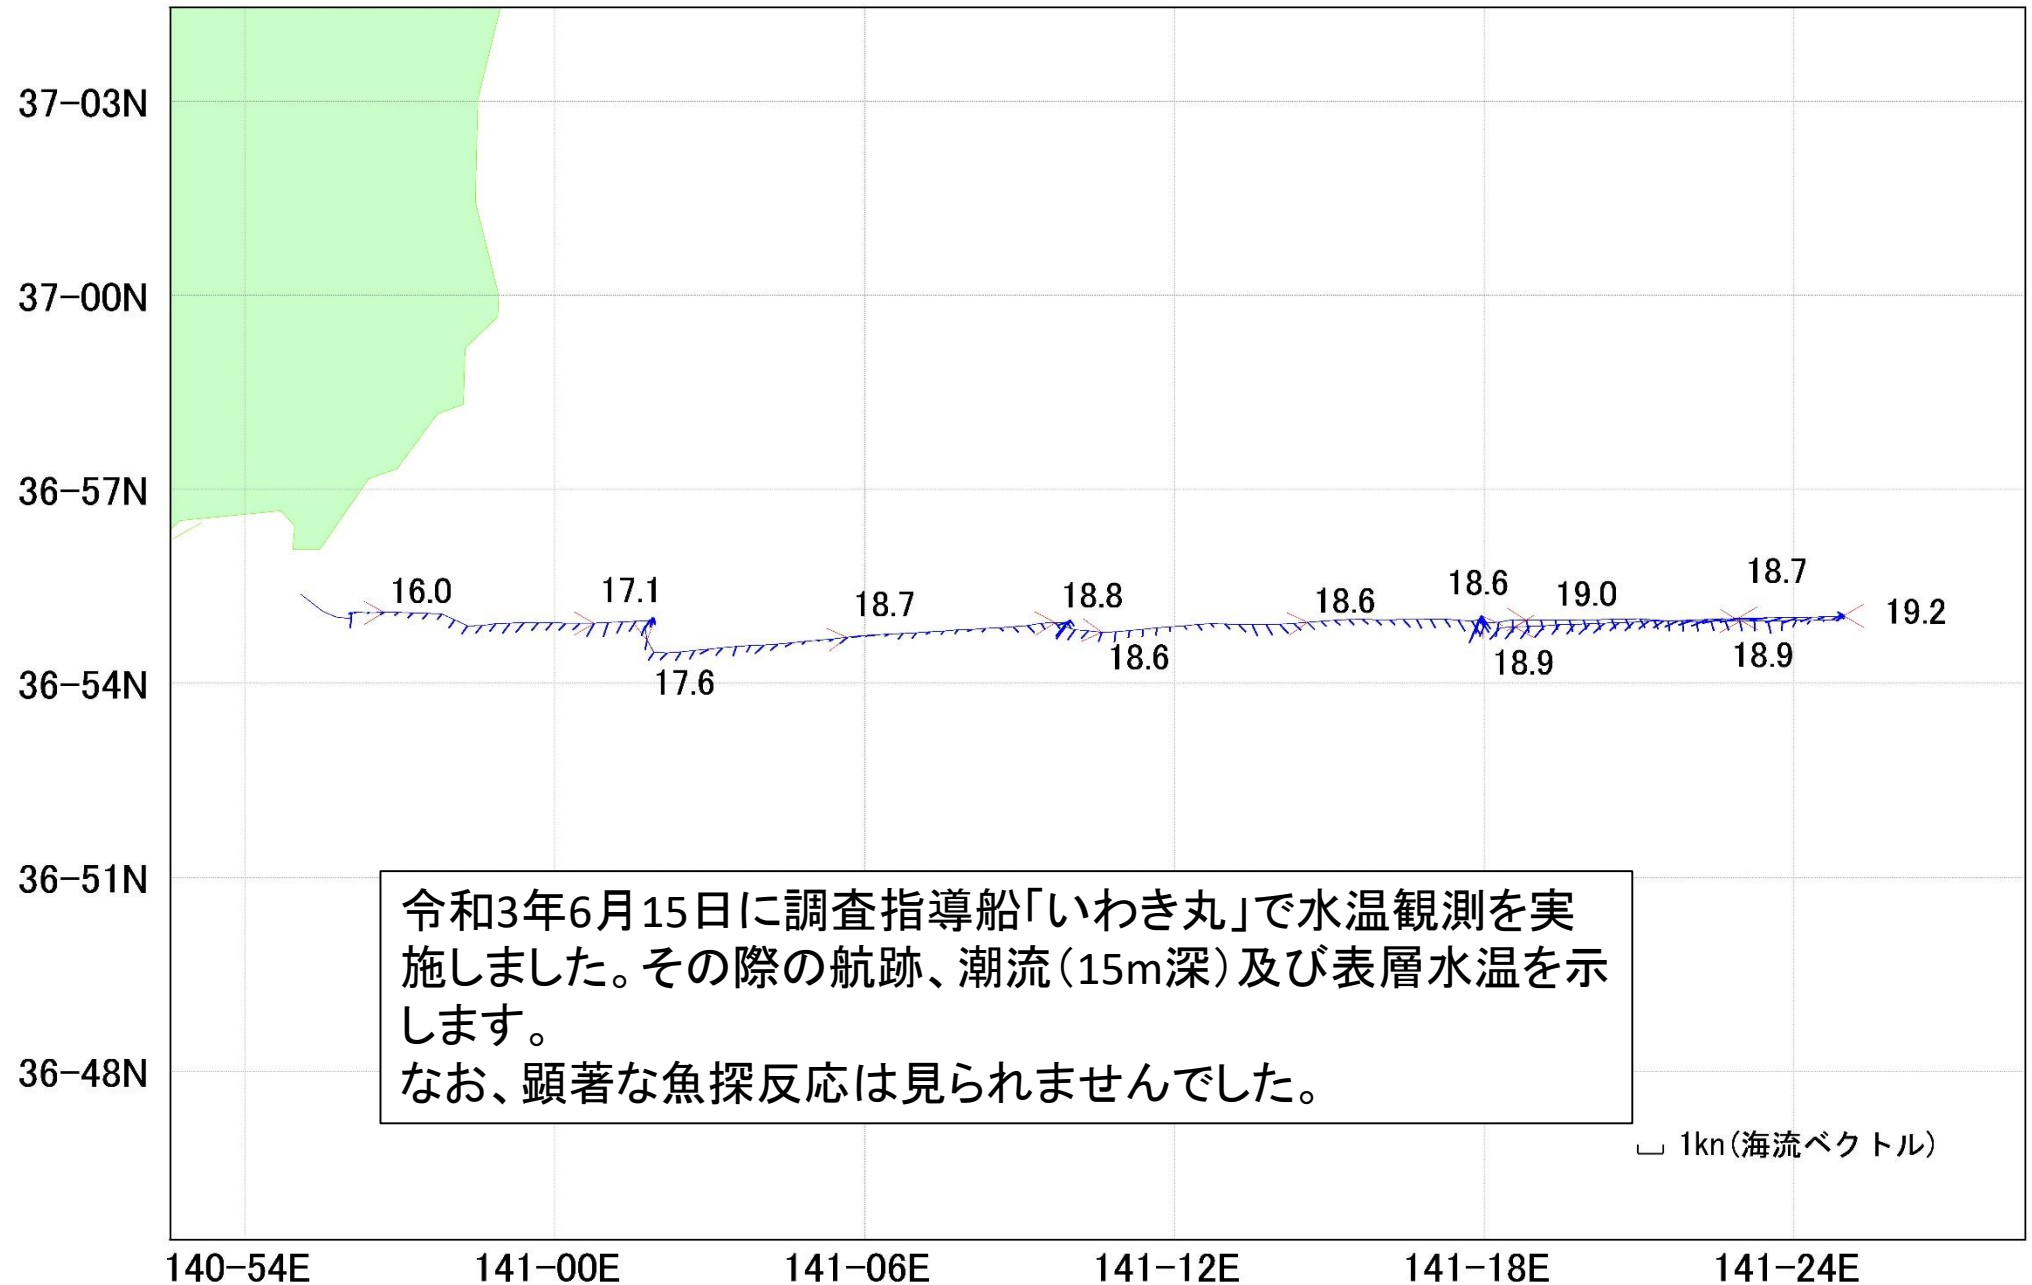 37-03N
37-00N
36-57N
36-54N
36-51N
36-48N
16.0
17.1
17.6
18.7
18.8
18.6
18.6
18.6
18.9
19.0
18.7
18.9
19.2
令和3年6月15日に調査指導船｢いわき丸｣で水温観測を実
施しました。その際の航跡、潮流（15m深）及び表層水温を示
します。
なお、顕著な魚探反応は見られませんでした。
1kn(海流ベクトル)
140-54E
141-00E
141-06E
141-12E
141-18E
141-24E